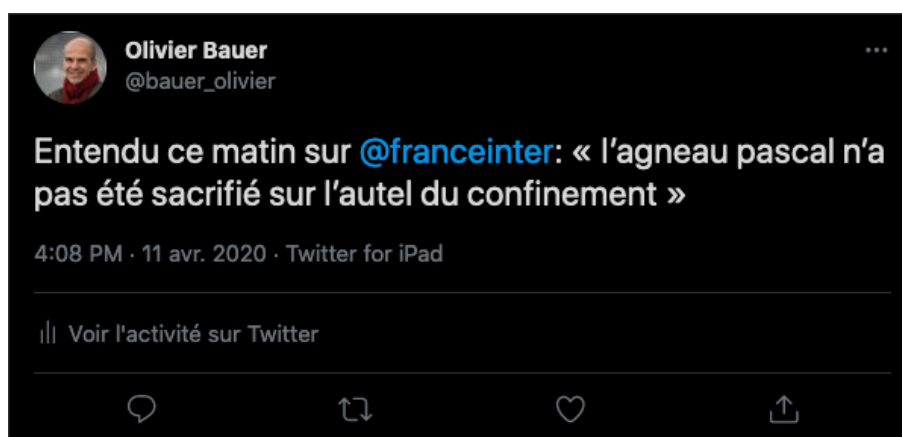 Olivier Bauer
@bauer_olivier
Entendu ce matin sur @franceinter: « l’agneau pascal n’a
pas été sacrifié sur l’autel du confinement »
4:08 PM · 11 avr. 2020 · Twitter for iPad
Voir l'activité sur Twitter